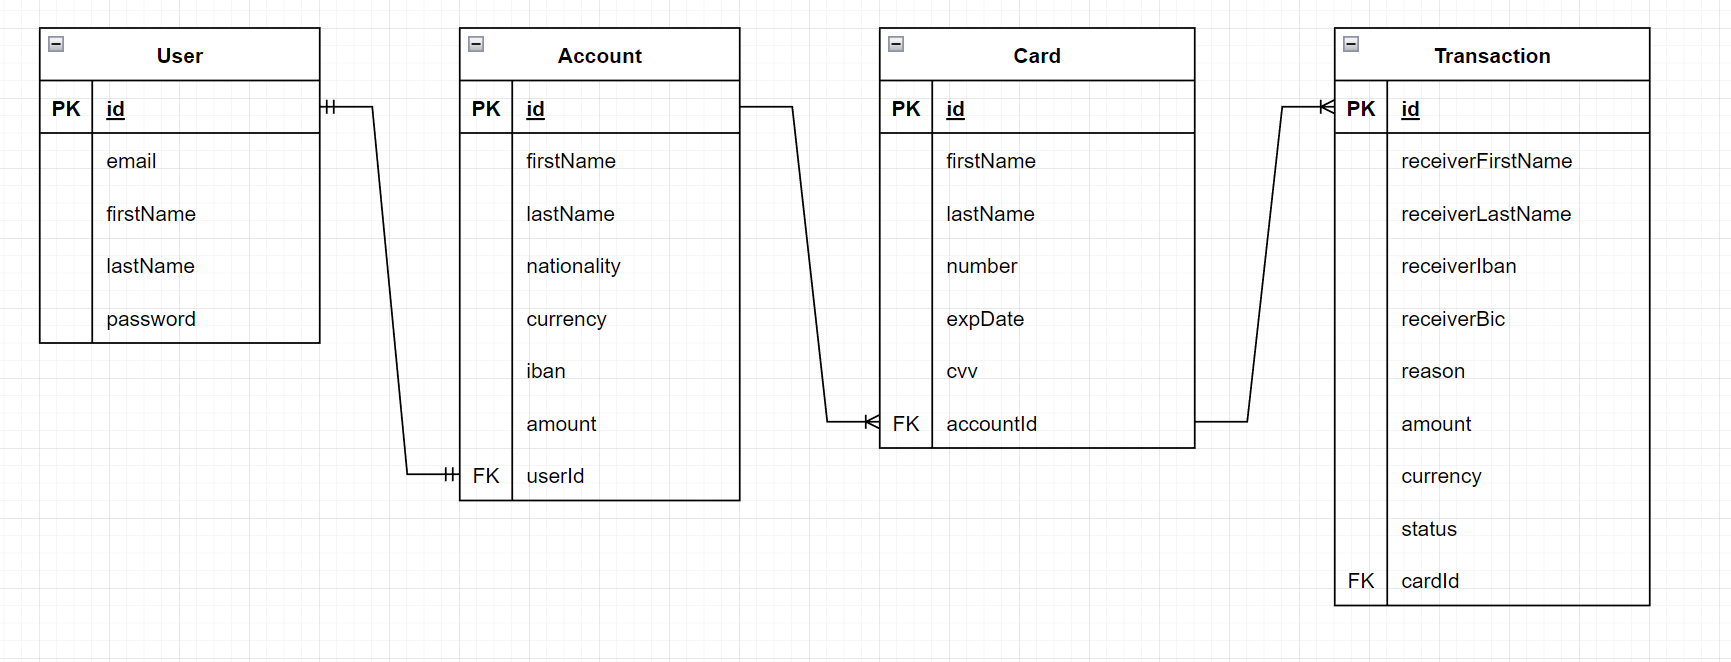 User
PK id
email
firstName
lastName
password
Account
PK id
firstName
lastName
nationality
currency
iban
amount
FK userId
Card
PK id
firstName
lastName
number
expDate
cvv
FK accountId
Transaction
PK id
receiverFirstName
receiverLastName
receiverIban
receiverBic
reason
amount
currency
status
FK cardId